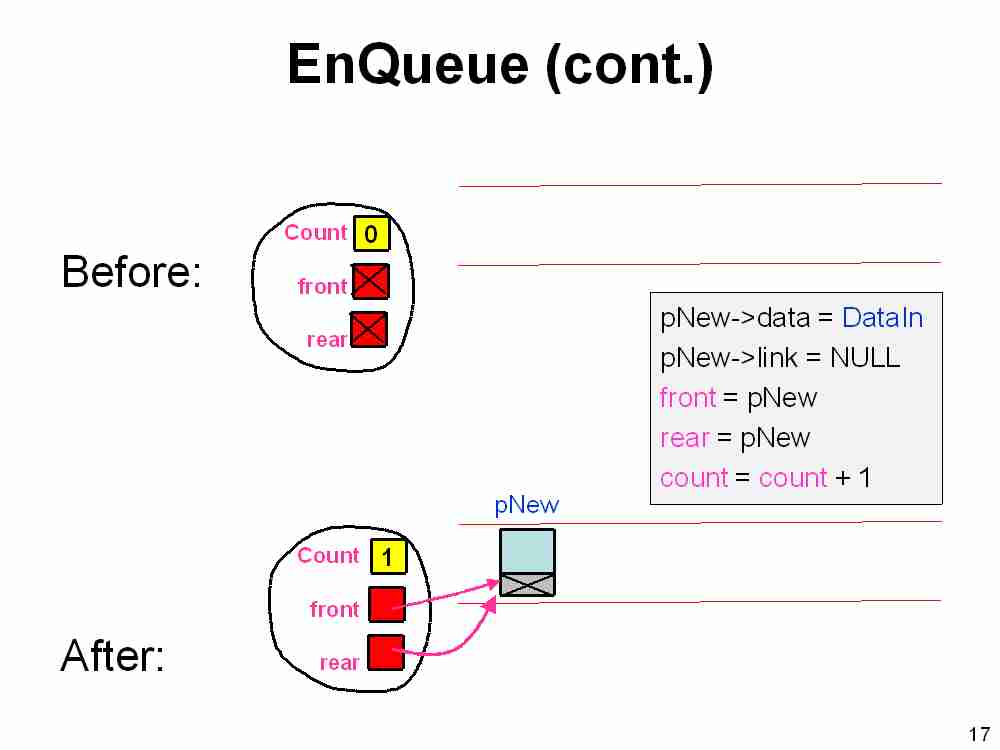 EnQueue (cont.)
Before:
Count 0
front
rear
pNew->data = DataIn
pNew->link = NULL
front = pNew
rear = pNew
count = count + 1
pNew
After:
Count 1
front
rear
17